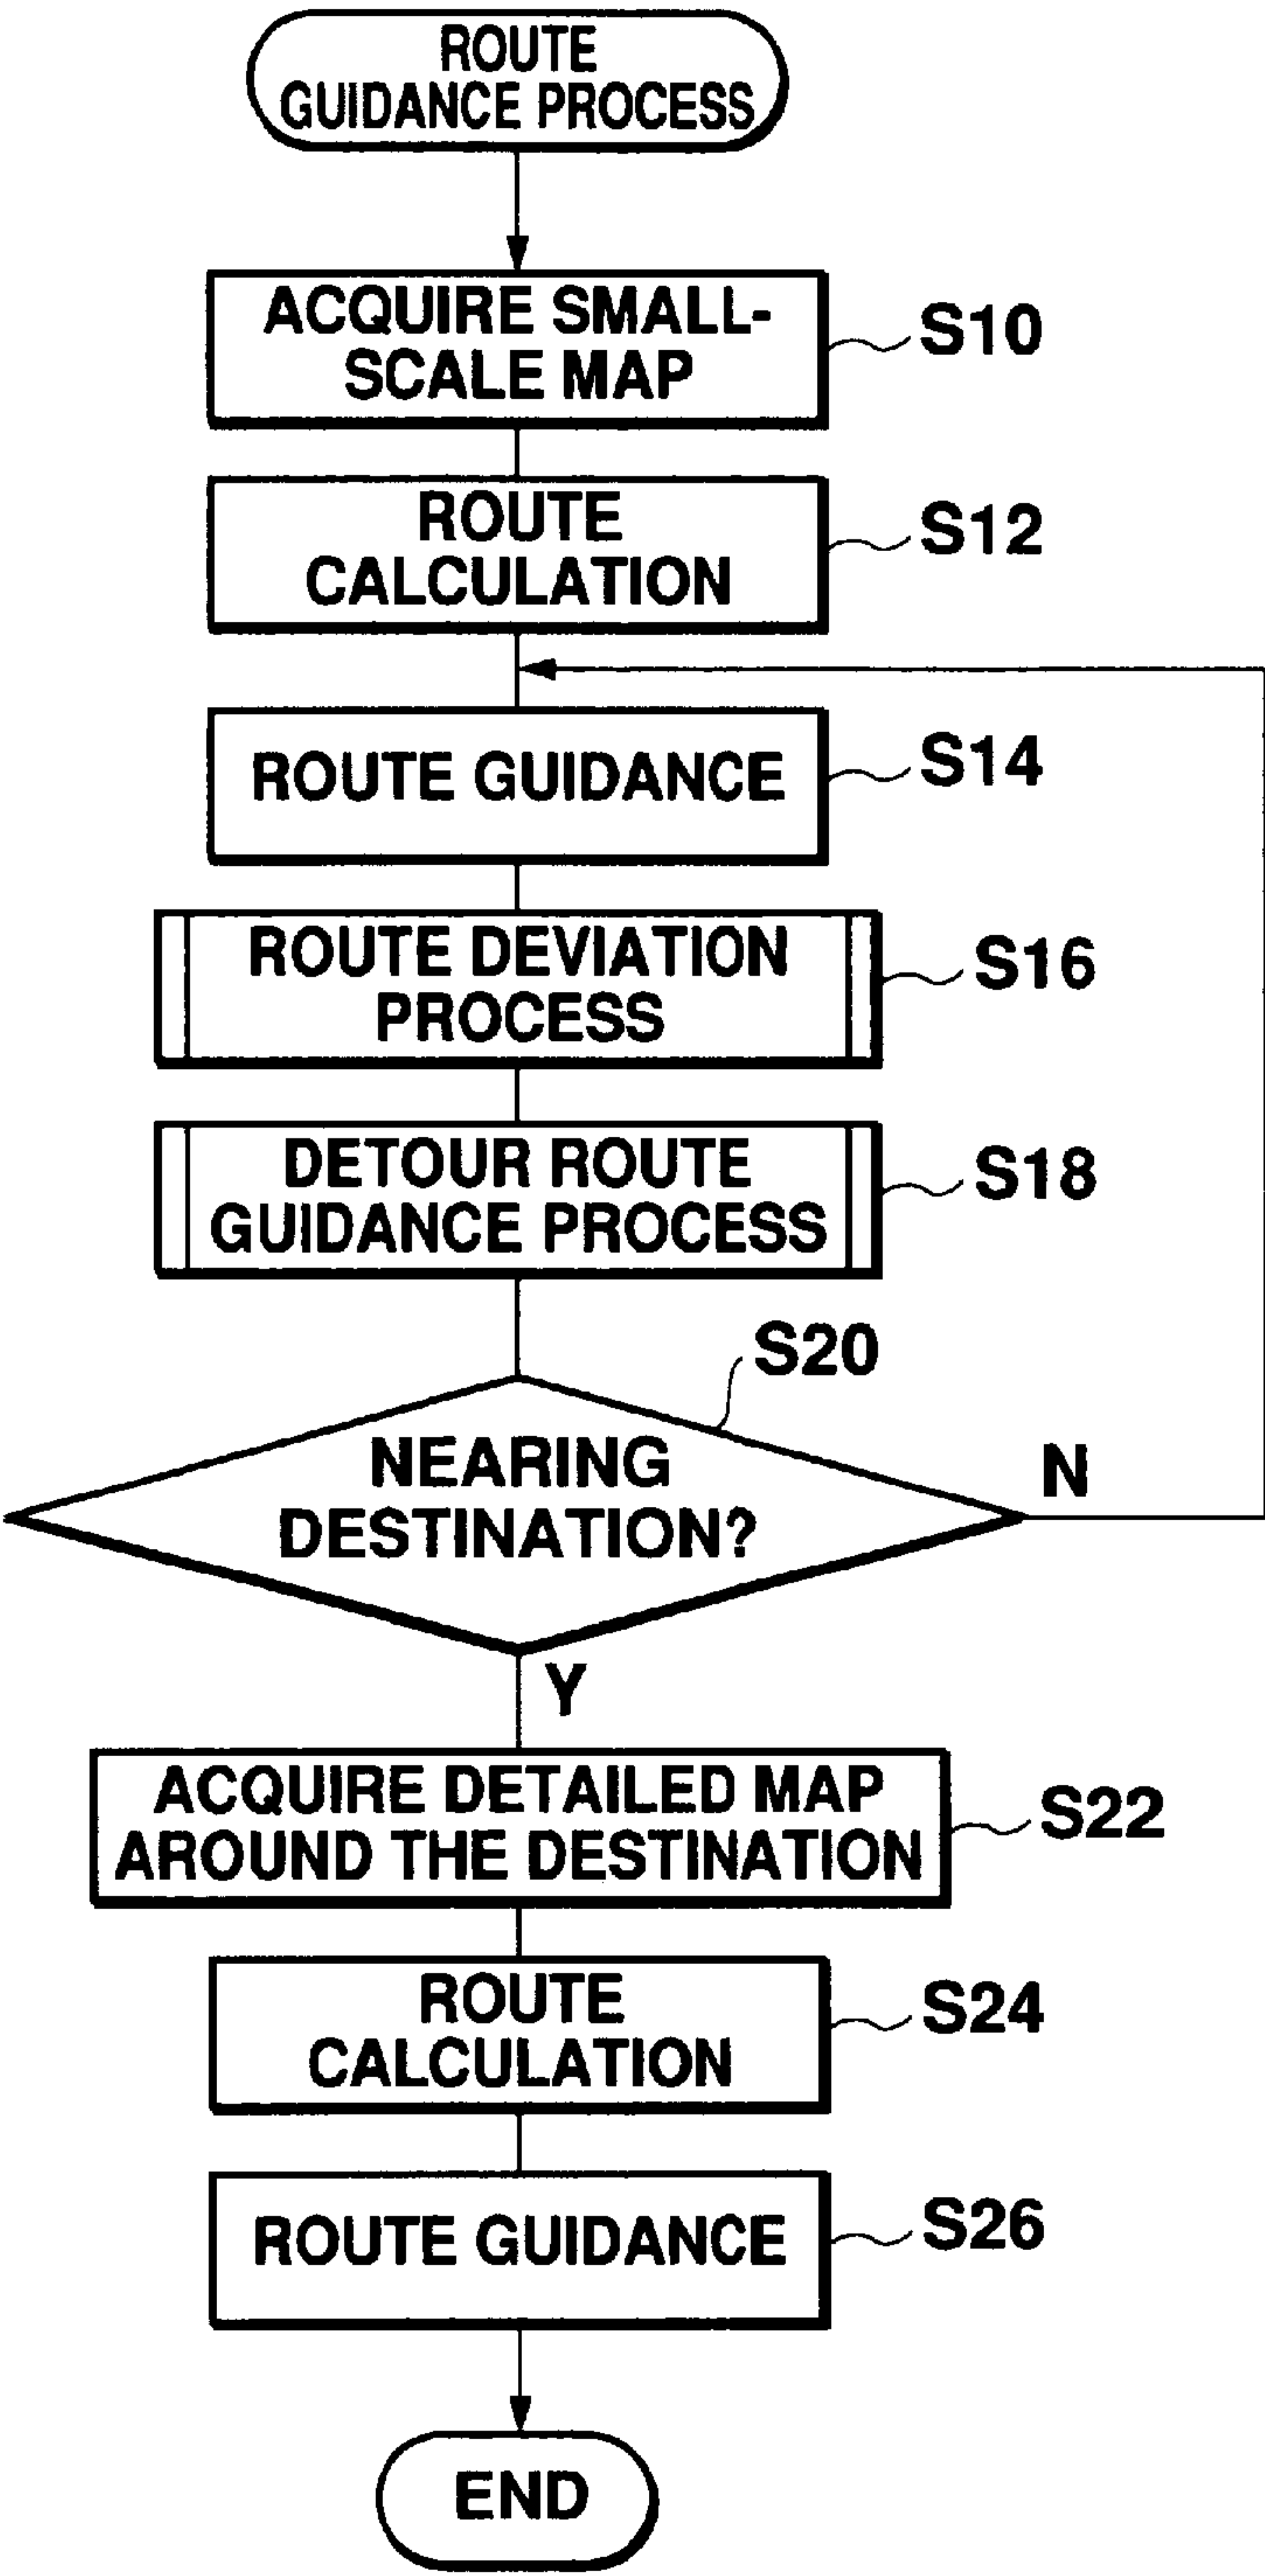 ROUTE
GUIDANCE PROCESS
ACQUIRE SMALL-
SCALE MAP
S10
ROUTE
CALCULATION
S12
ROUTE GUIDANCE
S14
ROUTE DEVIATION
PROCESS
S16
DETOUR ROUTE
GUIDANCE PROCESS
S18
S20
NEARING
DESTINATION?
N
Y
ACQUIRE DETAILED MAP
AROUND THE DESTINATION
S22
ROUTE
CALCULATION
S24
ROUTE GUIDANCE
S26
END